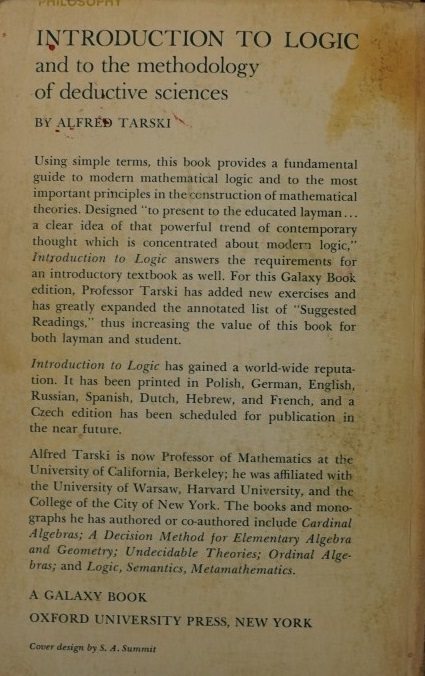 PHILOSOPHY
INTRODUCTION TO LOGIC
and to the methodology
of deductive sciences
BY ALFRED TARSKI
Using simple terms, this book provides a fundamental
guide to modern mathematical logic and to the most
important principles in the construction of mathematical
theories. Designed "to present to the educated layman...
a clear idea of that powerful trend of contemporary
thought which is concentrated about modern logic,"
Introduction to Logic answers the requirements for
an introductory textbook as well. For this Galaxy Book
edition, Professor Tarski has added new exercises and
has greatly expanded the annotated list of "Suggested
Readings," thus increasing the value of this book for
both layman and student.
Introduction to Logic has gained a world-wide reputa-
tion. It has been printed in Polish, German, English,
Russian, Spanish, Dutch, Hebrew, and French, and a
Czech edition has been scheduled for publication in
the near future.
Alfred Tarski is now Professor of Mathematics at the
University of California, Berkeley; he was affiliated with
the University of Warsaw, Harvard University, and the
College of the City of New York. The books and mono-
graphs he has authored or co-authored include Cardinal
Algebras; A Decision Method for Elementary Algebra
and Geometry; Undecidable Theories; Ordinal Alge-
bras; and Logic, Semantics, Metamathematics.
A GALAXY BOOK
OXFORD UNIVERSITY PRESS, NEW YORK
Cover design by S. A. Summit